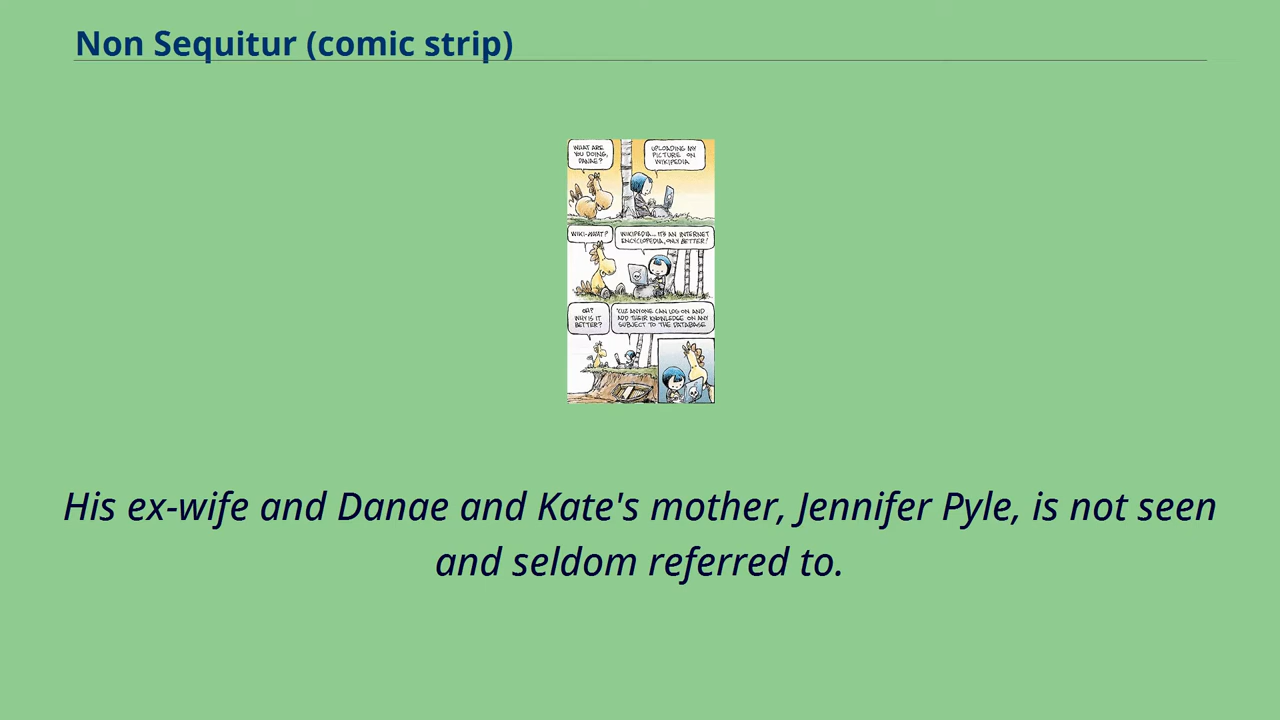 Non Sequitur (comic strip)
WHAT ARE
YOU DOING,
DANAE?
UPLOADING MY
PICTURE ON
WIKIPEDIA
WIKI-WHAT?
WIKIPEDIA... IT'S AN INTERNET
ENCYCLOPEDIA, ONLY BETTER!
OH?
WHY IS IT
BETTER?
'CUZ ANYONE CAN LOG ON AND
ADD THEIR KNOWLEDGE ON ANY
SUBJECT TO THE DATABASE
His ex-wife and Danae and Kate's mother, Jennifer Pyle, is not seen
and seldom referred to.